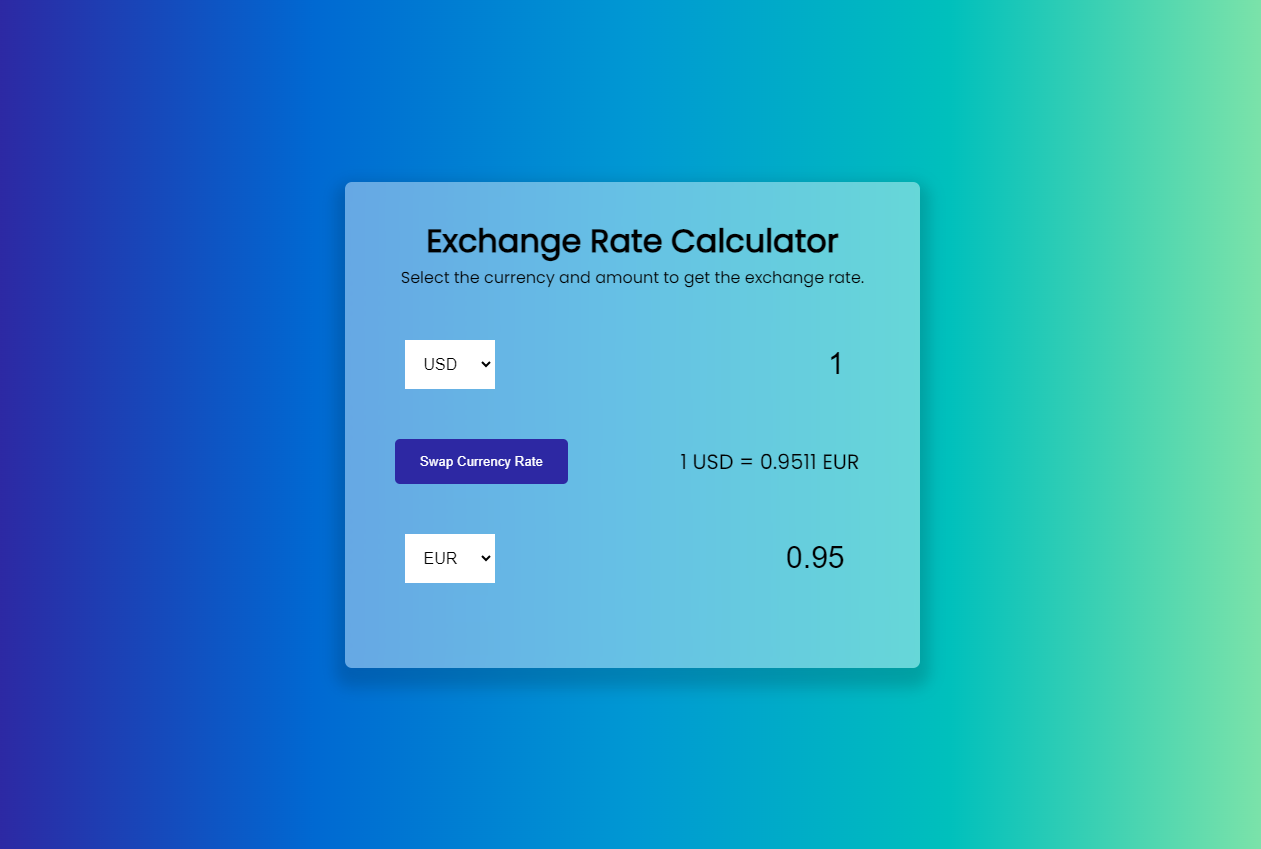 Exchange Rate Calculator
Select the currency and amount to get the exchange rate.
USD 1
Swap Currency Rate 1 USD = 0.9511 EUR
EUR 0.95